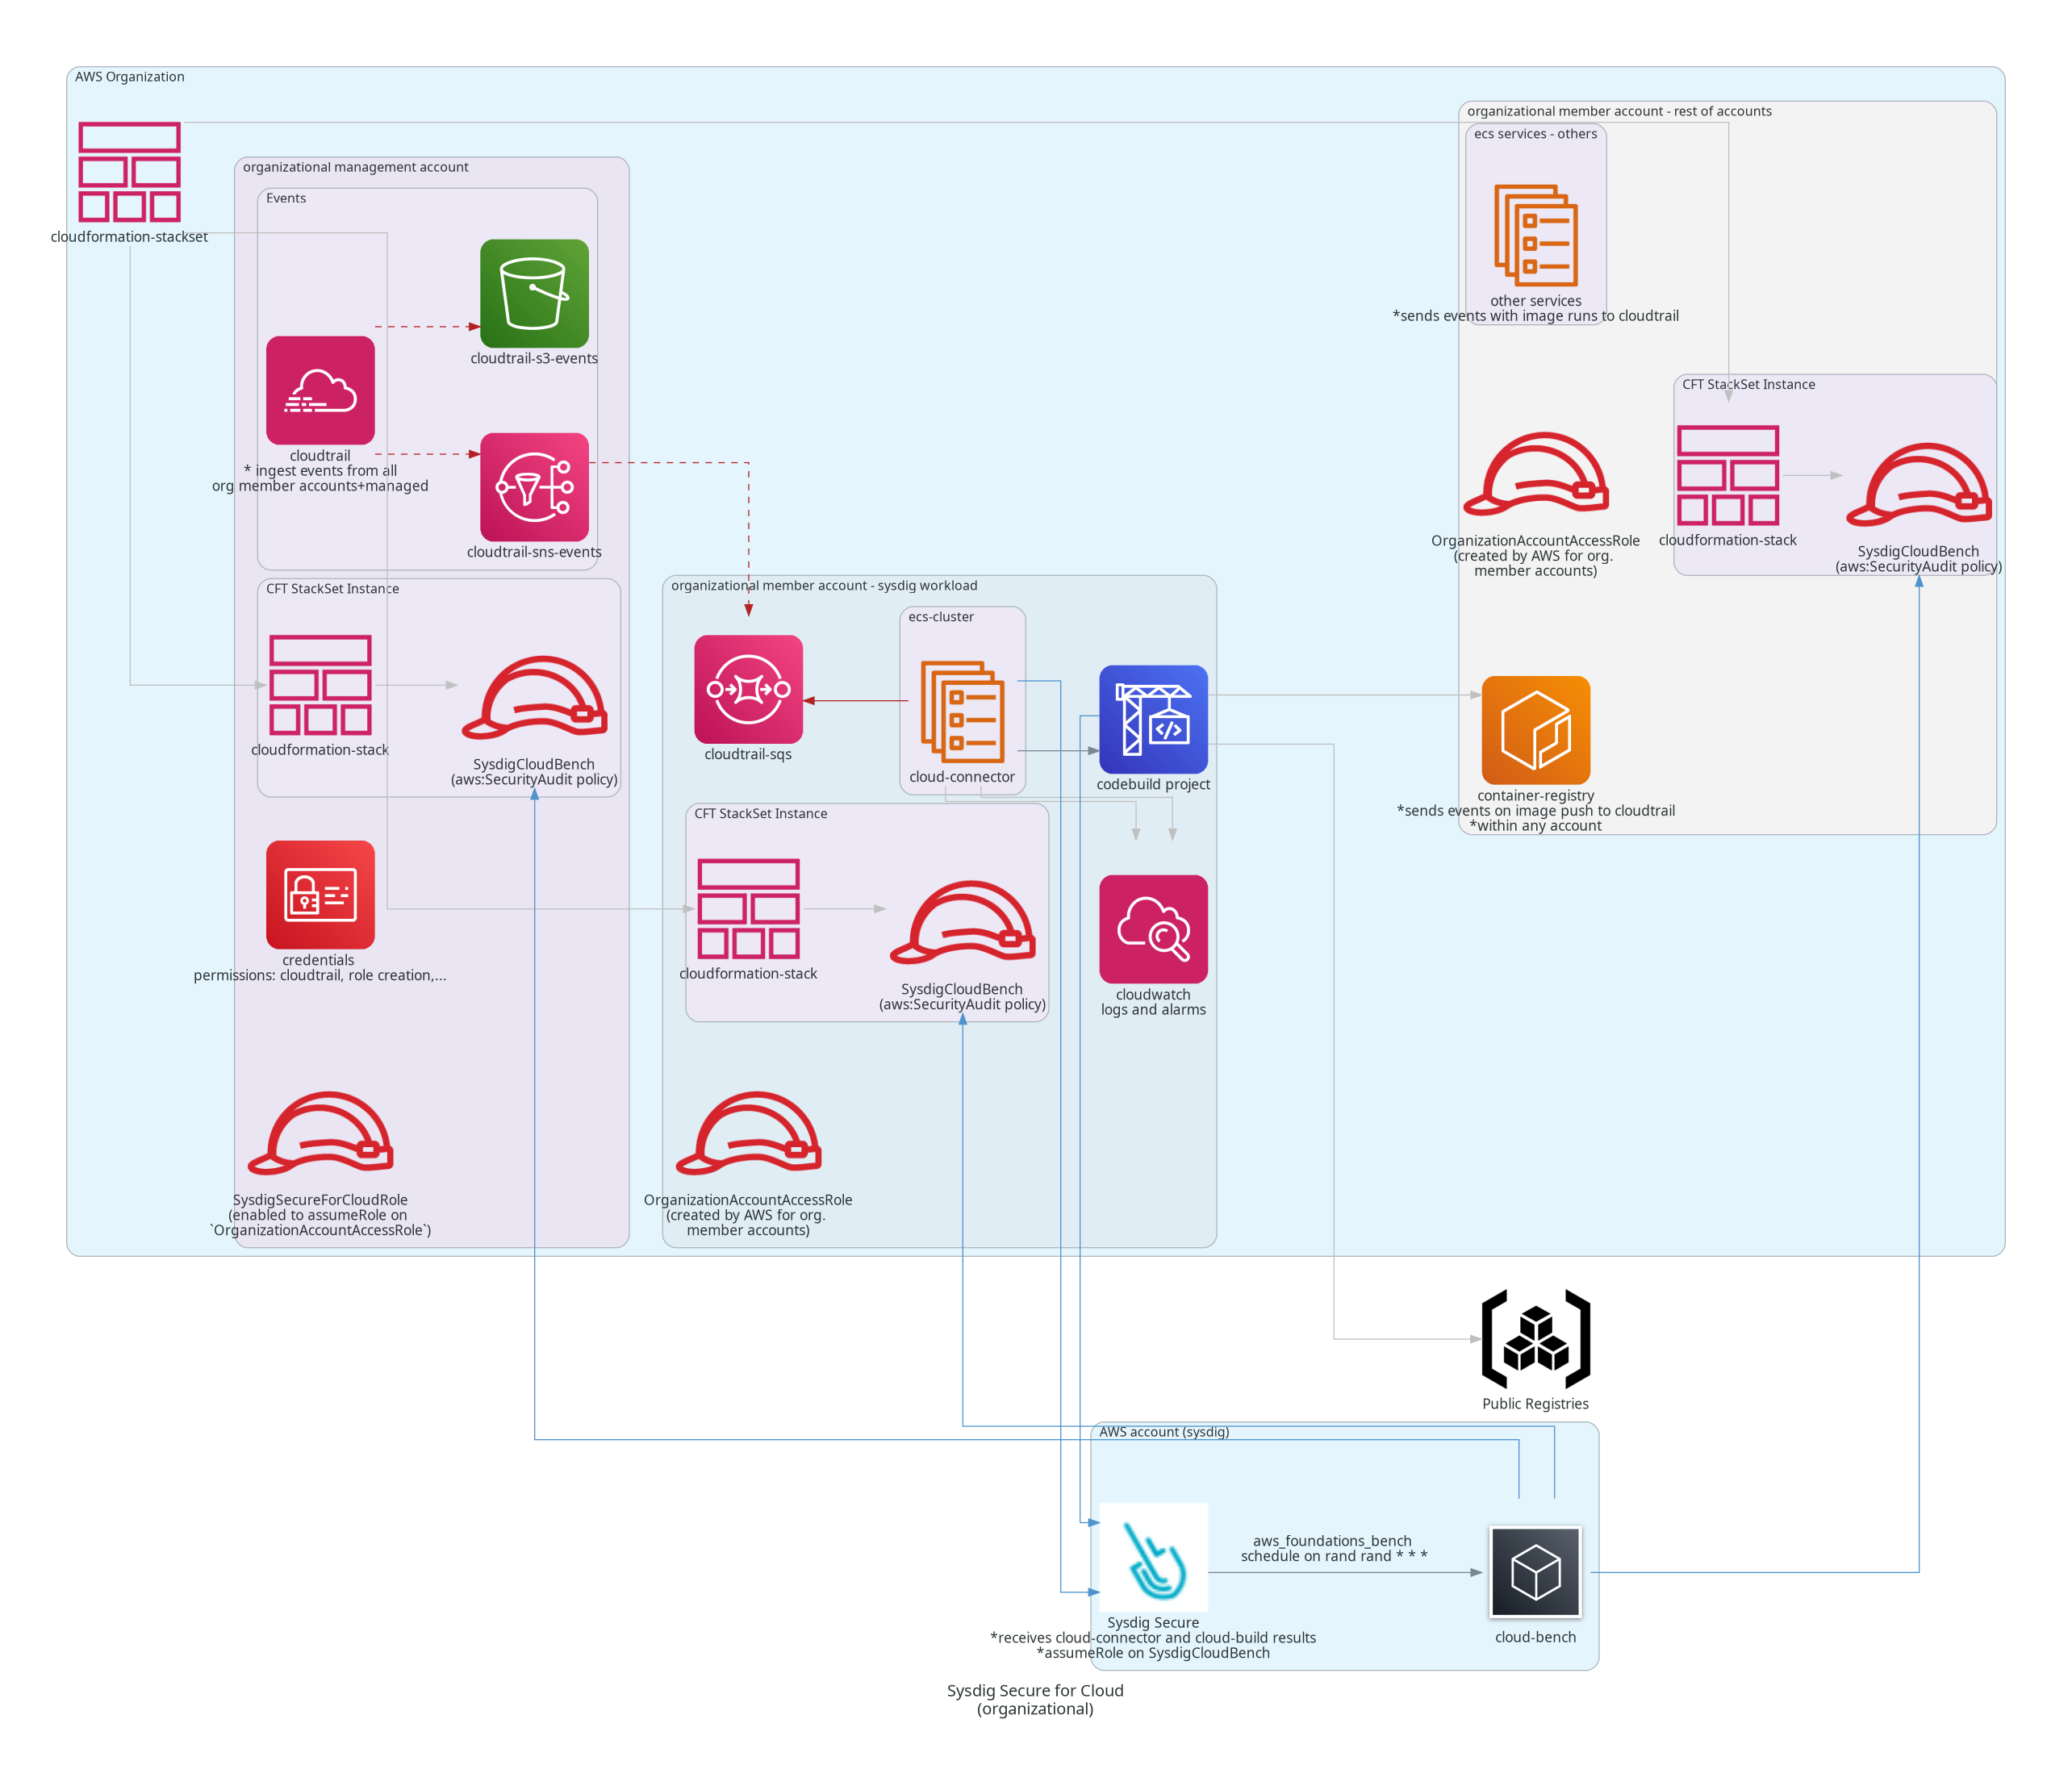 AWS Organization
cloudformation-stackset
organizational management account
Events
cloudtrail-s3-events
cloudtrail
* ingest events from all
org member accounts+managed
cloudtrail-sns-events
CFT StackSet Instance
cloudformation-stack
SysdigCloudBench
(aws:SecurityAudit policy)
credentials
permissions: cloudtrail, role creation,...
SysdigSecureForCloudRole
(enabled to assumeRole on
`OrganizationAccountAccessRole`)
organizational member account - sysdig workload
ecs-cluster
cloudtrail-sqs
cloud-connector
codebuild project
CFT StackSet Instance
cloudformation-stack
SysdigCloudBench
(aws:SecurityAudit policy)
cloudwatch
logs and alarms
OrganizationAccountAccessRole
(created by AWS for org.
member accounts)
organizational member account - rest of accounts
ecs services - others
other services
*sends events with image runs to cloudtrail
OrganizationAccountAccessRole
(created by AWS for org.
member accounts)
CFT StackSet Instance
cloudformation-stack
SysdigCloudBench
(aws:SecurityAudit policy)
container-registry
*sends events on image push to cloudtrail
*within any account
Public Registries
AWS account (sysdig)
aws_foundations_bench
schedule on rand rand * * *
Sysdig Secure
*receives cloud-connector and cloud-build results
*assumeRole on SysdigCloudBench
cloud-bench
Sysdig Secure for Cloud
(organizational)